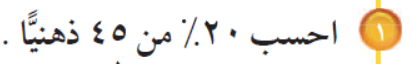 ١ احسب ٢٠٪ من ٤٥ ذهنيًّا .